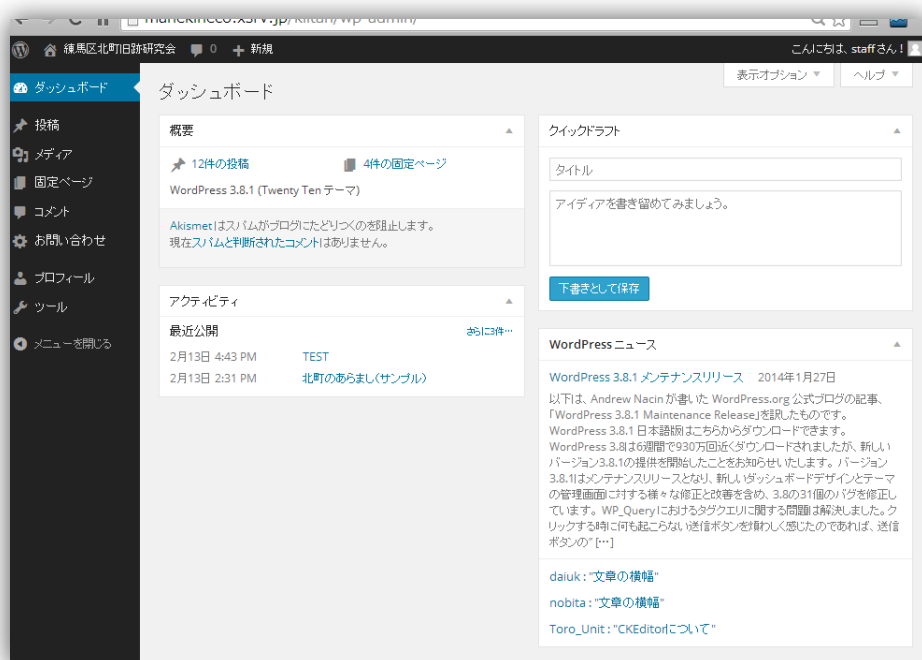 manekineco.xsrv.jp/kiitan/wp-admin/
練馬区北町旧跡研究会 0 + 新規 こんにちは、staffさん!
表示オプション ヘルプ
ダッシュボード
投稿
メディア
固定ページ
コメント
お問い合わせ
プロフィール
ツール
メニューを閉じる
ダッシュボード
概要
12件の投稿 4件の固定ページ
WordPress 3.8.1 (Twenty Ten テーマ)
Akismetはスパムがブログにたどりつくのを阻止します。
現在スパムと判断されたコメントはありません。
アクティビティ
最近公開 さらに3件…
2月13日 4:43 PM TEST
2月13日 2:31 PM 北町のあらまし(サンプル)
クイックドラフト
タイトル
アイディアを書き留めてみましょう。
下書きとして保存
WordPress ニュース
WordPress 3.8.1 メンテナンスリリース 2014年1月27日
以下は、Andrew Nacin が書いた WordPress.org 公式ブログの記事、
「WordPress 3.8.1 Maintenance Release」を訳したものです。
WordPress 3.8.1 日本語版はこちらからダウンロードできます。
WordPress 3.8は6週間で930万回近くダウンロードされましたが、新しい
バージョン3.8.1の提供を開始したことをお知らせいたします。バージョン
3.8.1はメンテナンスリリースとなり、新しいダッシュボードデザインとテーマ
の管理画面に対する様々な修正と改善を含め、3.8の31個のバグを修正し
ています。WP_Queryにおけるタグクエリに関する問題は解決しました。ク
リックする時に何も起こらない送信ボタンを煩わしく感じたのであれば、送信
ボタンの” […]
daiuk : "文章の横幅"
nobita : "文章の横幅"
Toro_Unit : "CKEditorについて"